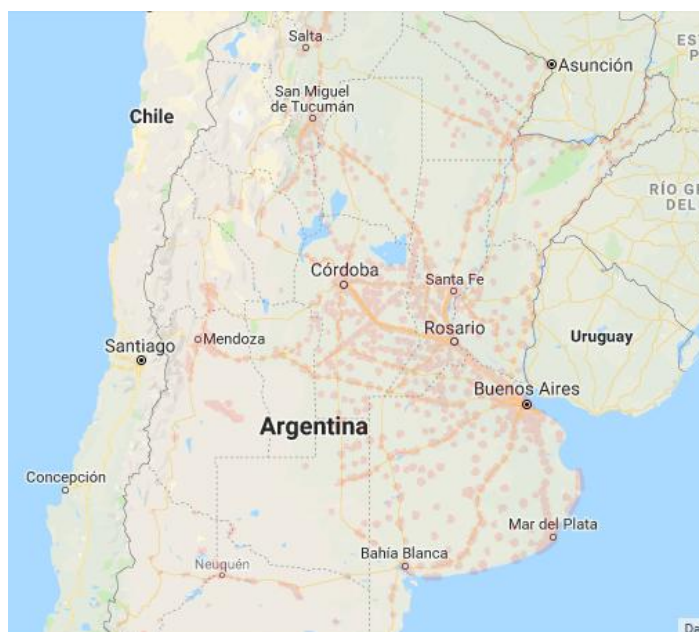 Salta
Asunción
San Miguel
de Tucumán
Chile
Córdoba
Santa Fe
Santiago
Mendoza
Rosario
Uruguay
Buenos Aires
Argentina
Concepción
Mar del Plata
Bahía Blanca
Neuquén